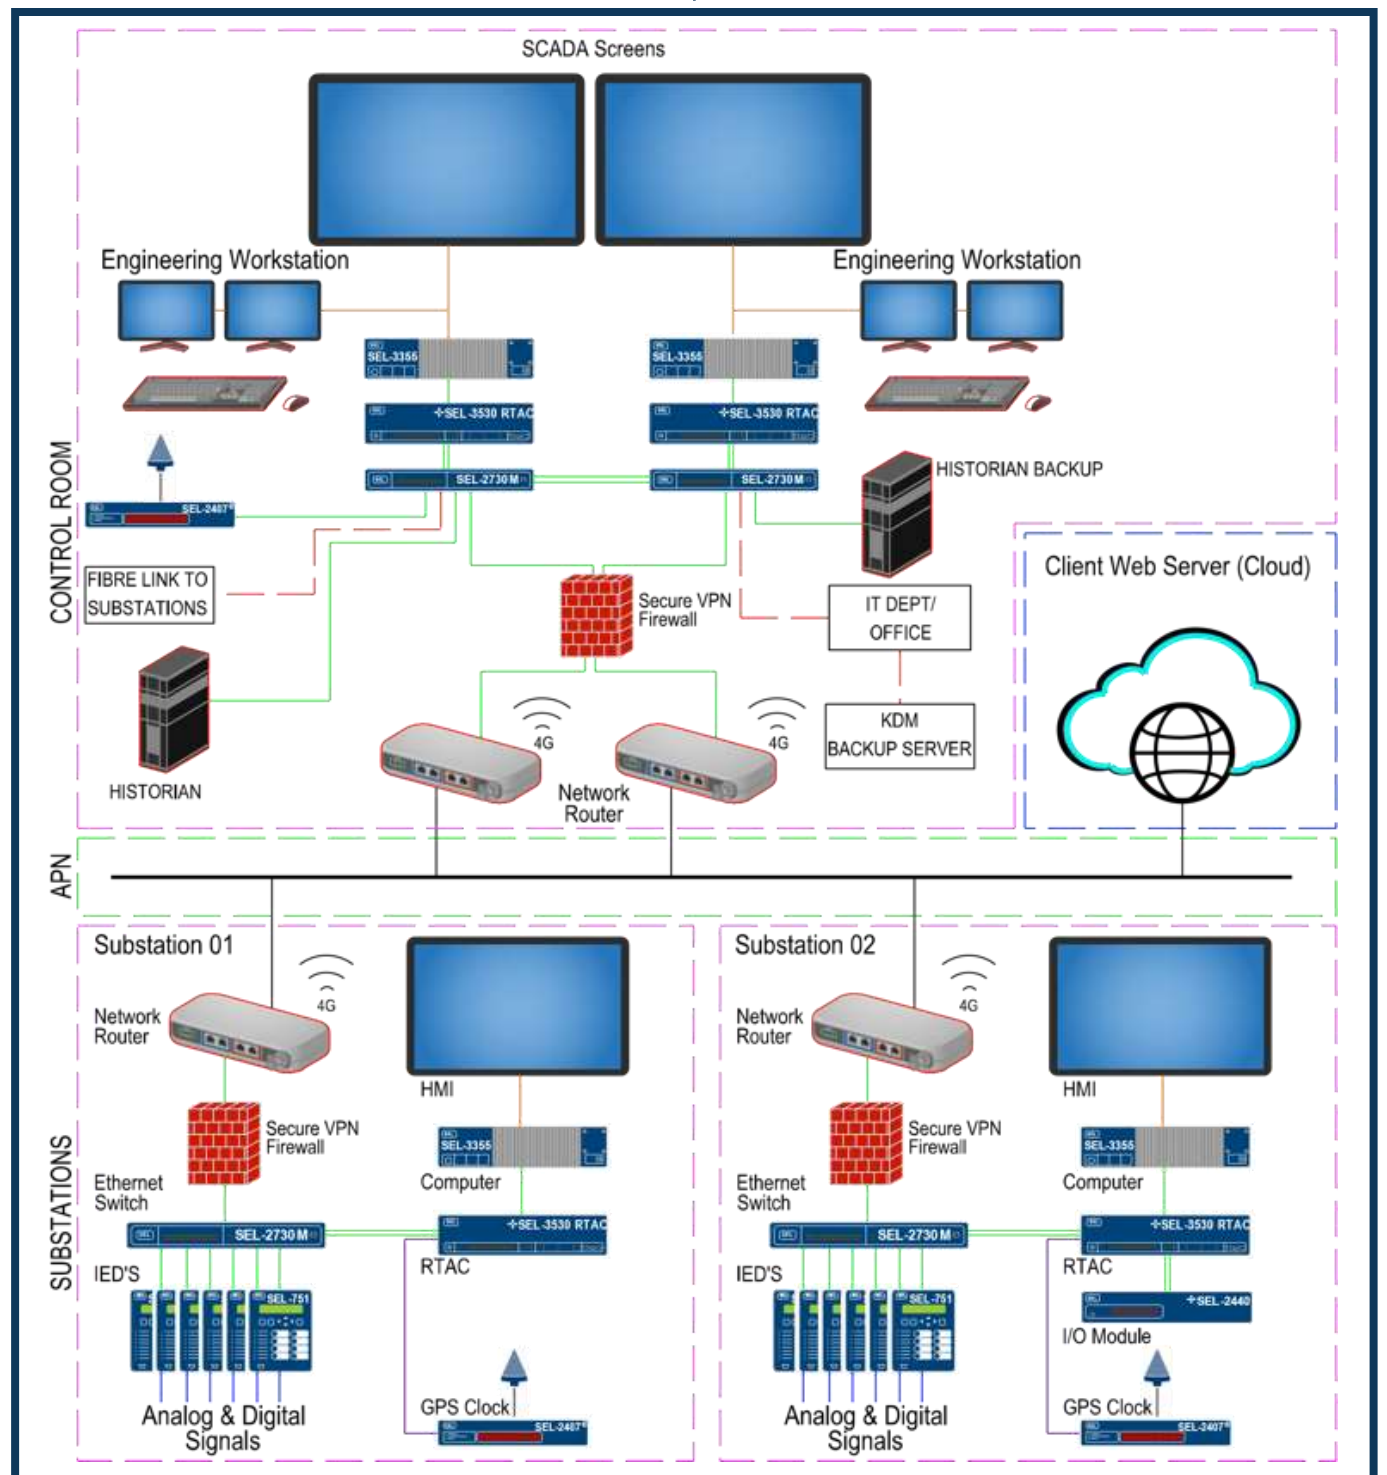 SCADA Screens
Engineering Workstation
Engineering Workstation
SEL-3355
SEL-3355
SEL-3530 RTAC
SEL-3530 RTAC
SEL-2730M
SEL-2730M
HISTORIAN BACKUP
SEL-2407
CONTROL ROOM
FIBRE LINK TO
SUBSTATIONS
Secure VPN
Firewall
IT DEPT/
OFFICE
Client Web Server (Cloud)
4G
4G
KDM
BACKUP SERVER
HISTORIAN
Network
Router
APN
Substation 01
4G
Network
Router
HMI
Secure VPN
Firewall
SEL-3355
Computer
Ethernet
Switch
SEL-2730M
SEL-3530 RTAC
RTAC
IED'S
SEL-751
GPS Clock
SEL-2407
Analog & Digital
Signals
SUBSTATIONS
Substation 02
4G
Network
Router
HMI
Secure VPN
Firewall
SEL-3355
Computer
Ethernet
Switch
SEL-2730M
SEL-3530 RTAC
RTAC
IED'S
SEL-751
SEL-2440
I/O Module
GPS Clock
SEL-2407
Analog & Digital
Signals